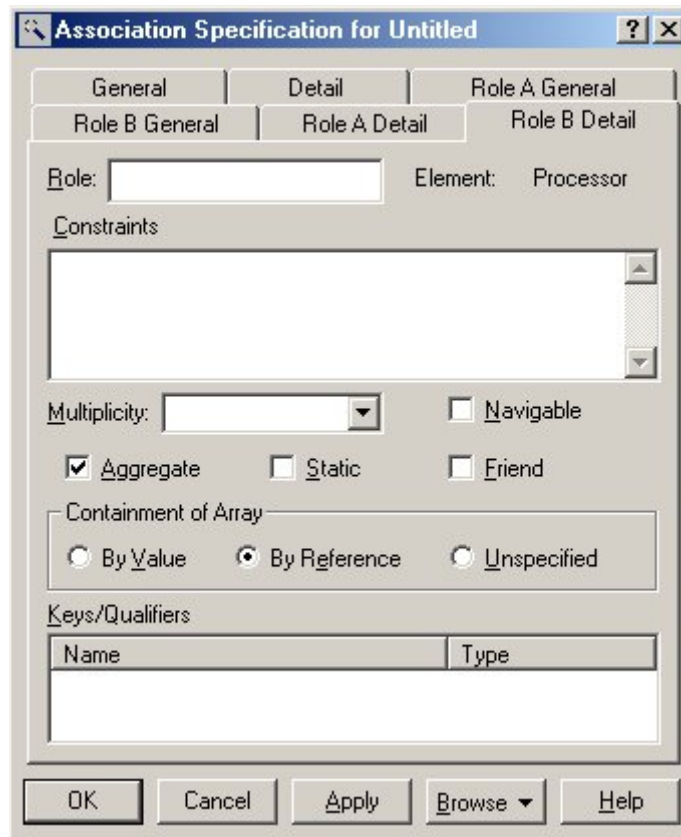 Association Specification for Untitled
General Detail Role A General
Role B General Role A Detail Role B Detail
Role: Element: Processor
Constraints
Multiplicity: Navigable
Aggregate Static Friend
Containment of Array
By Value By Reference Unspecified
Keys/Qualifiers
Name Type
OK Cancel Apply Browse Help